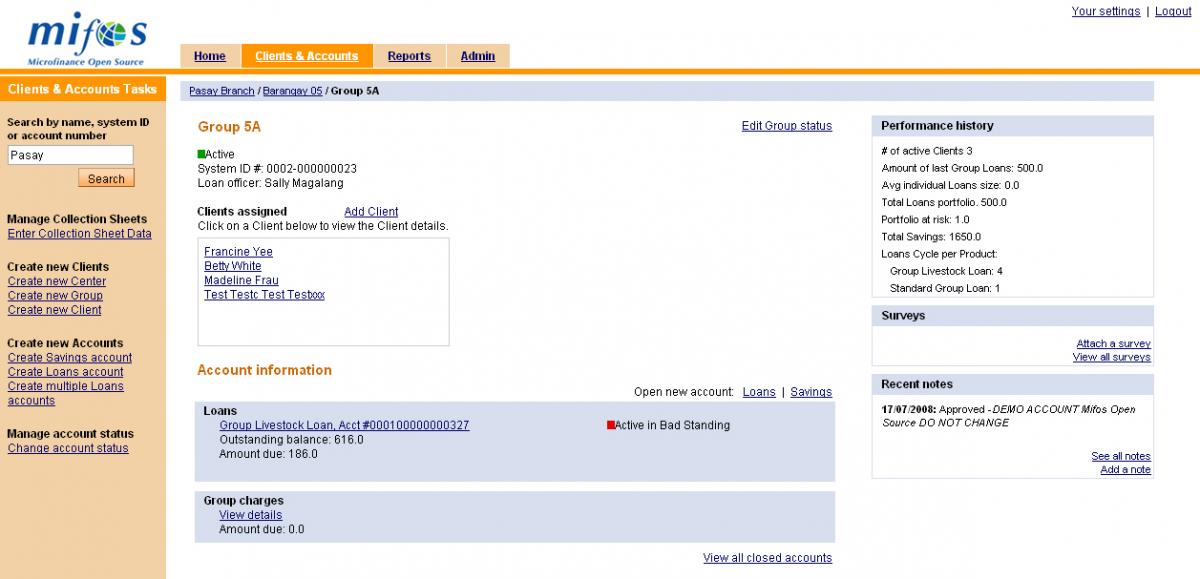 mifos
Microfinance Open Source
Your settings | Logout
Home
Clients & Accounts
Reports
Admin
Clients & Accounts Tasks
Search by name, system ID
or account number
Pasay
Search
Manage Collection Sheets
Enter Collection Sheet Data
Create new Clients
Create new Center
Create new Group
Create new Client
Create new Accounts
Create Savings account
Create Loans account
Create multiple Loans
accounts
Manage account status
Change account status
Pasay Branch / Barangay 05 / Group 5A
Group 5A
Edit Group status
Active
System ID #: 0002-000000023
Loan officer: Sally Magalang
Clients assigned Add Client
Click on a Client below to view the Client details.
Francine Yee
Betty White
Madeline Frau
Test Testc Test Testxxx
Account information
Open new account: Loans | Savings
Loans
Group Livestock Loan, Acct #000100000000327
Active in Bad Standing
Outstanding balance: 616.0
Amount due: 186.0
Group charges
View details
Amount due: 0.0
View all closed accounts
Performance history
# of active Clients 3
Amount of last Group Loans: 500.0
Avg individual Loans size: 0.0
Total Loans portfolio. 500.0
Portfolio at risk: 1.0
Total Savings: 1650.0
Loans Cycle per Product:
Group Livestock Loan: 4
Standard Group Loan: 1
Surveys
Attach a survey
View all surveys
Recent notes
17/07/2008: Approved -DEMO ACCOUNT Mifos Open
Source DO NOT CHANGE
See all notes
Add a note